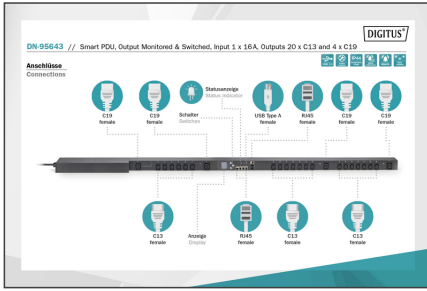 DIGITUS®
DN-95643 // Smart PDU, Output Monitored & Switched, Input 1 x 16A, Outputs 20 x C13 and 4 x C19
Anschlüsse
Connections
C19
female
C19
female
Statusanzeige
Status indicator
Schalter
Switches
USB Type A
female
RJ45
female
C19
female
C19
female
C13
female
Anzeige
Display
RJ45
female
C13
female
C13
female